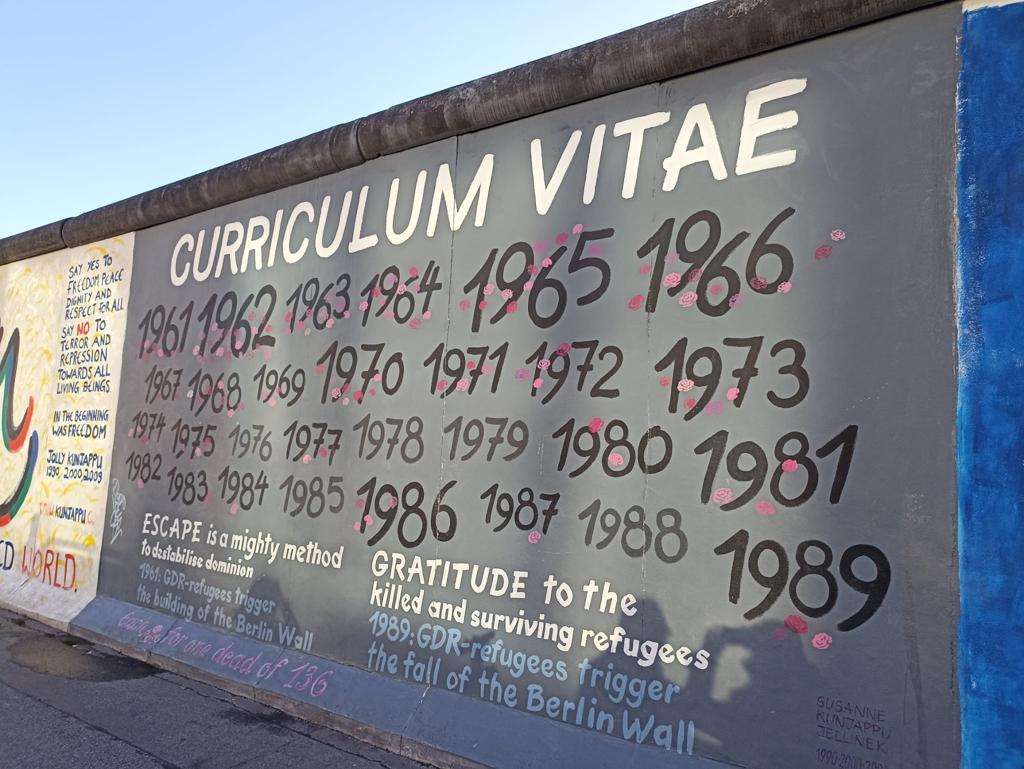 SAY YES TO
FREEDOM PEACE
DIGNITY AND
RESPECT FOR ALL
SAY NO TO
TERROR AND
REPRESSION
TOWARDS ALL
LIVING BEINGS.
IN THE BEGINNING
WAS FREEDOM
JOLLY KUNJAPPU
1990, 2000, 2009
KUNJAPPU
WORLD.
CURRICULUM VITAE
1961 1962 1963 1964 1965 1966
1967 1968 1969 1970 1971 1972 1973
1974 1975 1976 1977 1978 1979 1980 1981
1982 1983 1984 1985 1986 1987 1988 1989
ESCAPE is a mighty method
to destabilise dominion
1961: GDR-refugees trigger
the building of the Berlin Wall
each for one dead of 136
GRATITUDE to the
killed and surviving refugees
1989: GDR-refugees trigger
the fall of the Berlin Wall
SUSANNE
KUNJAPPU
JELLINEK
1990·2000·